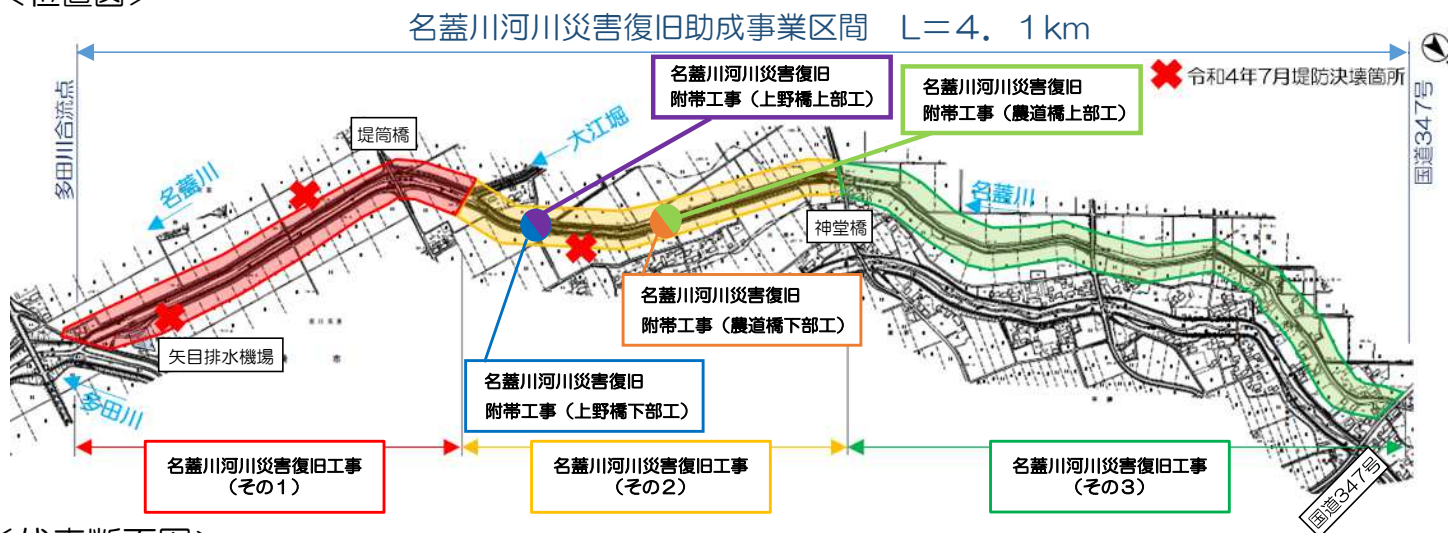 <位置図>
名蓋川河川災害復旧助成事業区間 L=4.1km
多田川合流点
国道347号
令和4年7月堤防決壊箇所
名蓋川河川災害復旧
附帯工事（上野橋上部工）
名蓋川河川災害復旧
附帯工事（農道橋上部工）
堤筒橋
大江堀
名蓋川
名蓋川
神堂橋
名蓋川河川災害復旧
附帯工事（農道橋下部工）
矢目排水機場
名蓋川河川災害復旧
附帯工事（上野橋下部工）
多田川
名蓋川河川災害復旧工事
（その1）
名蓋川河川災害復旧工事
（その2）
名蓋川河川災害復旧工事
（その3）
国道347号
<代表断面図>